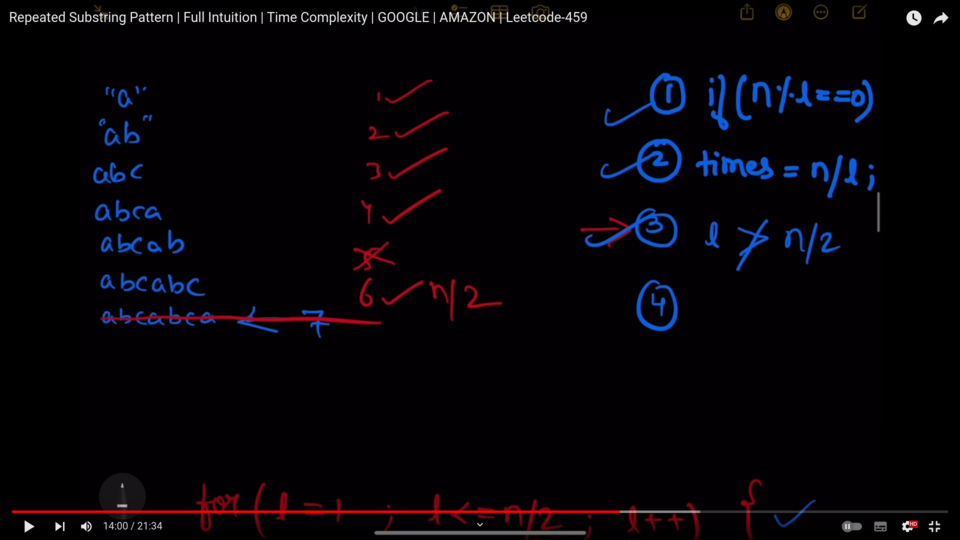 Repeated Substring Pattern | Full Intuition | Time Complexity | GOOGLE | AMAZON | Leetcode-459
"a" 1
"ab" 2
abc 3
abca 4
abcab 5
abcabc 6 n/2
abcabca 7
① if (n % l == 0)
② times = n/l;
③ l ≯ n/2
④
for ( l = 1 ; l <= n/2 ; l++) {
14:00 / 21:34
HD